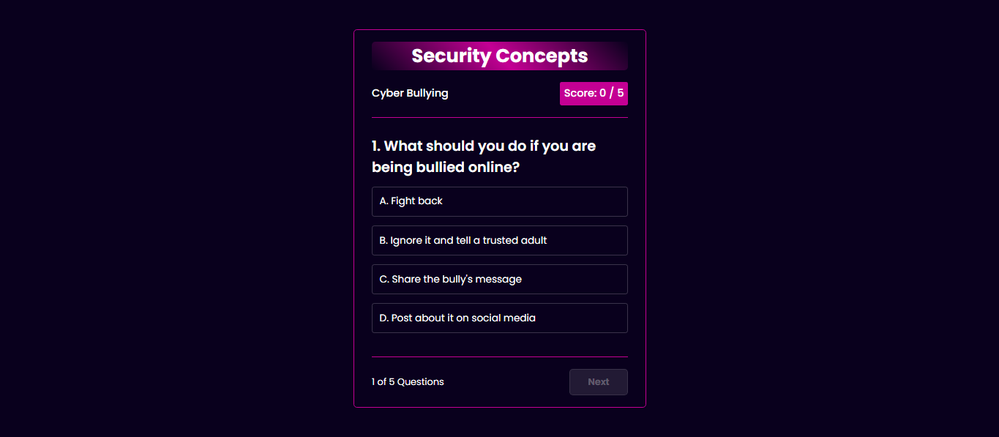 Security Concepts
Cyber Bullying
Score: 0 / 5
1. What should you do if you are
being bullied online?
A. Fight back
B. Ignore it and tell a trusted adult
C. Share the bully's message
D. Post about it on social media
1 of 5 Questions
Next